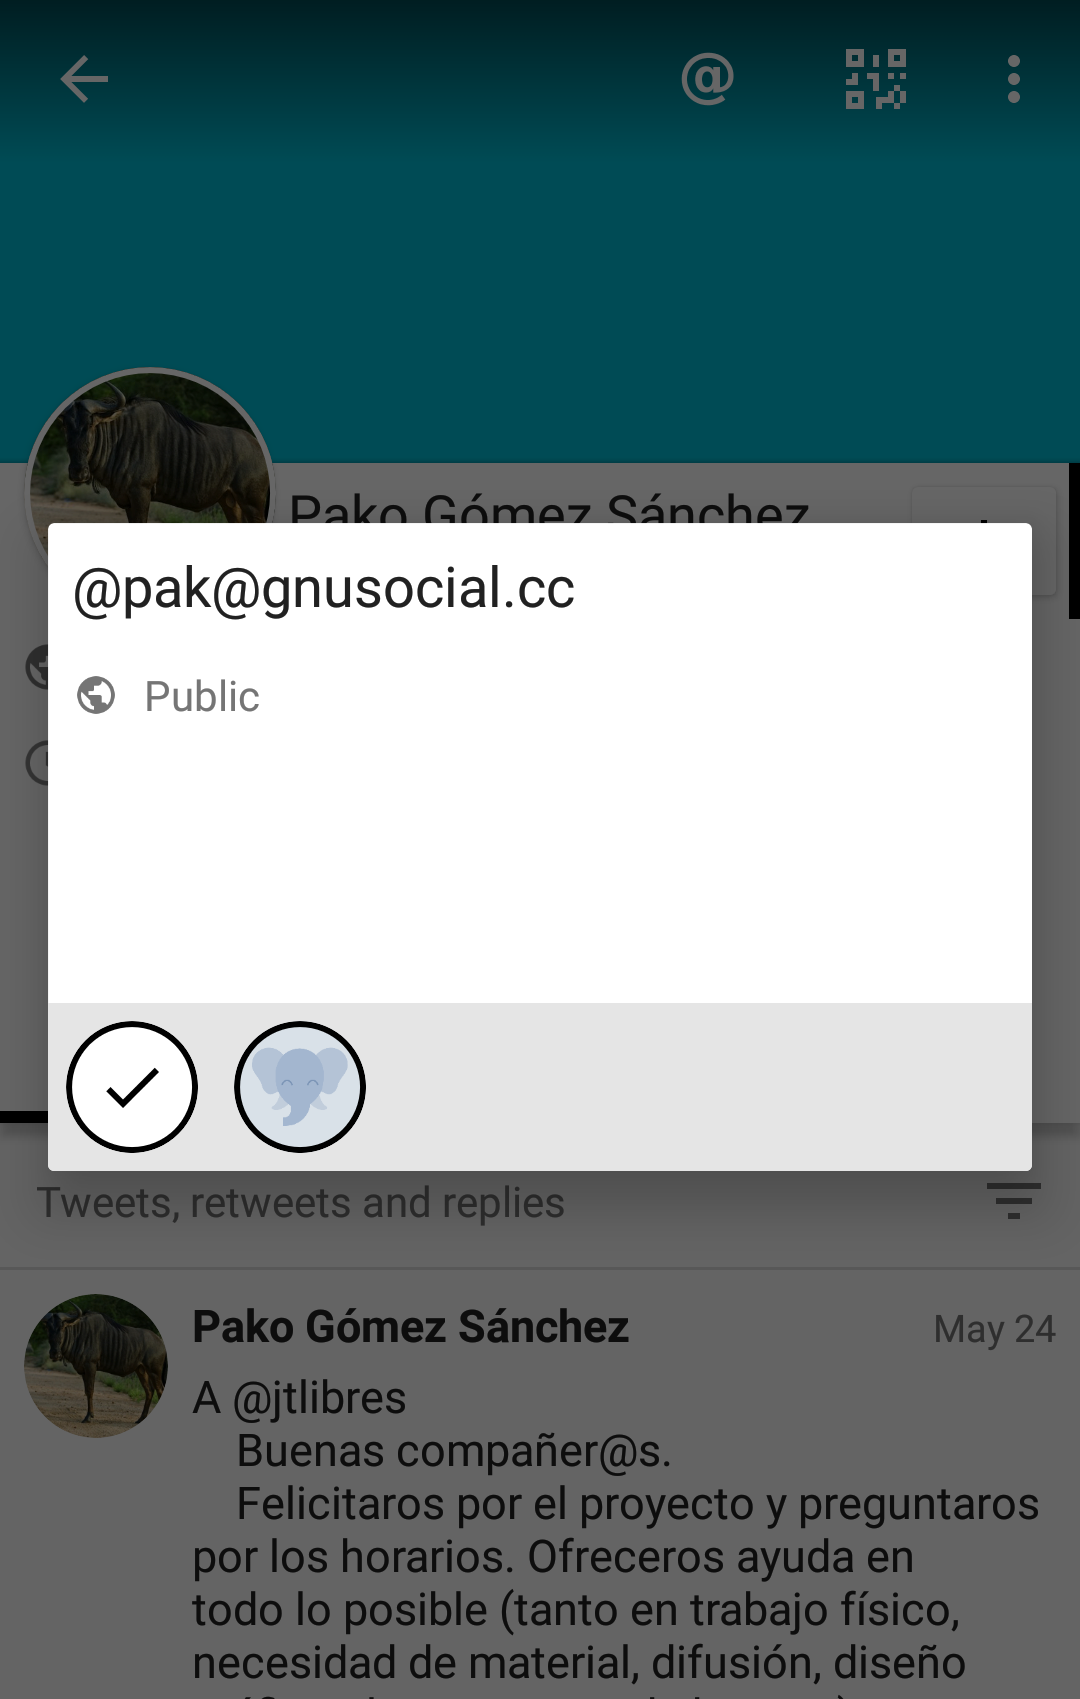 @
Pako Gómez Sánchez
@pak@gnusocial.cc
Public
Tweets, retweets and replies
Pako Gómez Sánchez
May 24
A @jtlibres
Buenas compañer@s.
Felicitaros por el proyecto y preguntaros
por los horarios. Ofreceros ayuda en
todo lo posible (tanto en trabajo físico,
necesidad de material, difusión, diseño